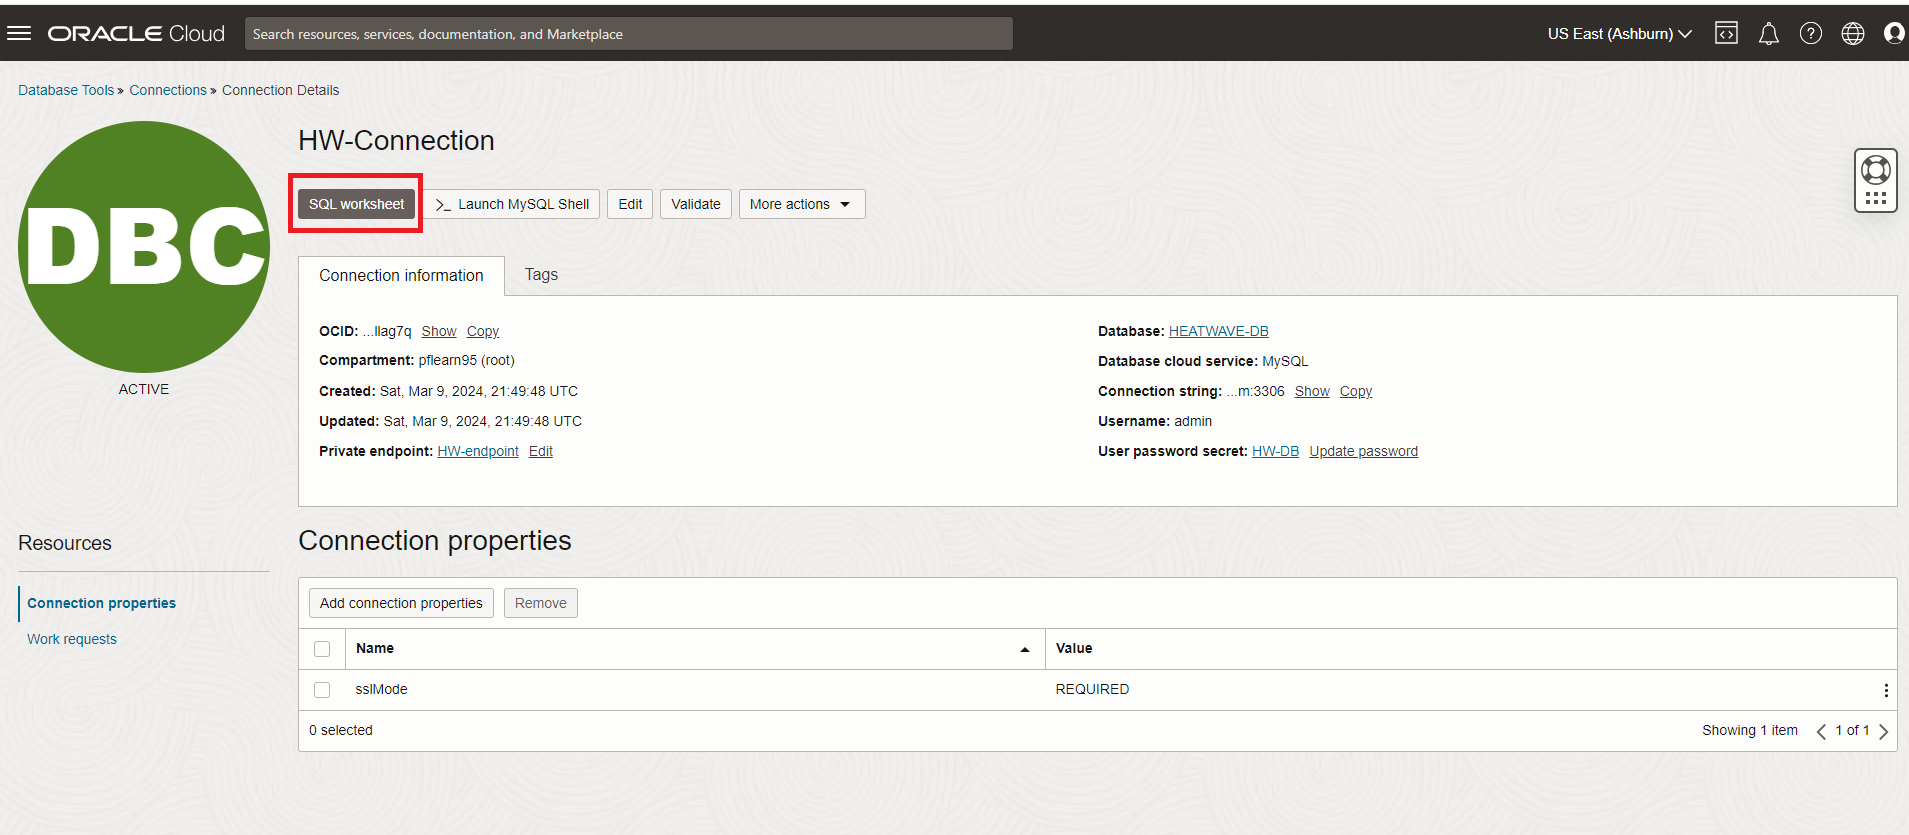 ORACLE Cloud
Search resources, services, documentation, and Marketplace
US East (Ashburn)
Database Tools » Connections » Connection Details
DBC
ACTIVE
HW-Connection
SQL worksheet
>_ Launch MySQL Shell
Edit
Validate
More actions
Connection information
Tags
OCID: ...llag7q Show Copy
Compartment: pflearn95 (root)
Created: Sat, Mar 9, 2024, 21:49:48 UTC
Updated: Sat, Mar 9, 2024, 21:49:48 UTC
Private endpoint: HW-endpoint Edit
Database: HEATWAVE-DB
Database cloud service: MySQL
Connection string: ...m:3306 Show Copy
Username: admin
User password secret: HW-DB Update password
Resources
Connection properties
Work requests
Connection properties
Add connection properties
Remove
Name Value
sslMode REQUIRED
0 selected
Showing 1 item
1 of 1